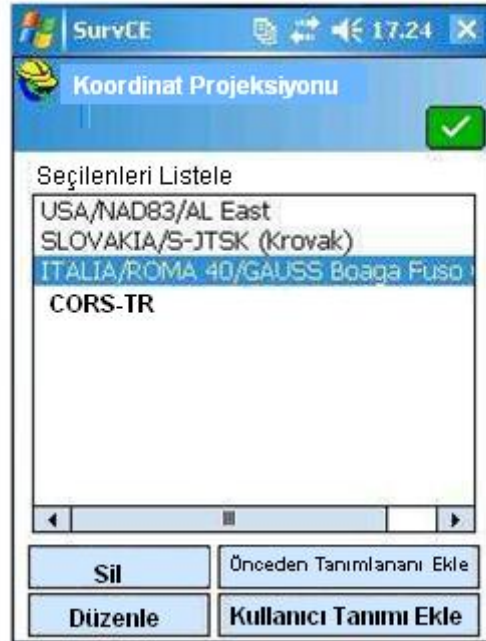 SurvCE 17.24
Koordinat Projeksiyonu
Seçilenleri Listele
USA/NAD83/AL East
SLOVAKIA/S-JTSK (Krovak)
ITALIA/ROMA 40/GAUSS Boaga Fuso
CORS-TR
Sil
Önceden Tanımlananı Ekle
Düzenle
Kullanıcı Tanımı Ekle